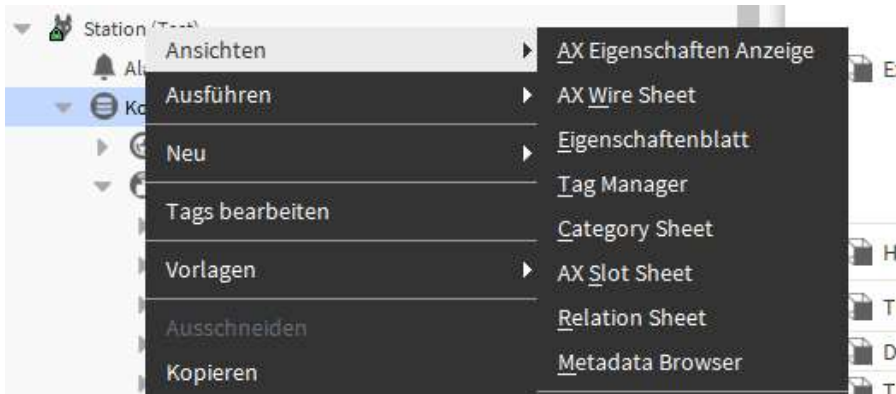 Station (Test)
Ansichten
Ausführen
Neu
Tags bearbeiten
Vorlagen
Ausschneiden
Kopieren
AX Eigenschaften Anzeige
AX Wire Sheet
Eigenschaftenblatt
Tag Manager
Category Sheet
AX Slot Sheet
Relation Sheet
Metadata Browser